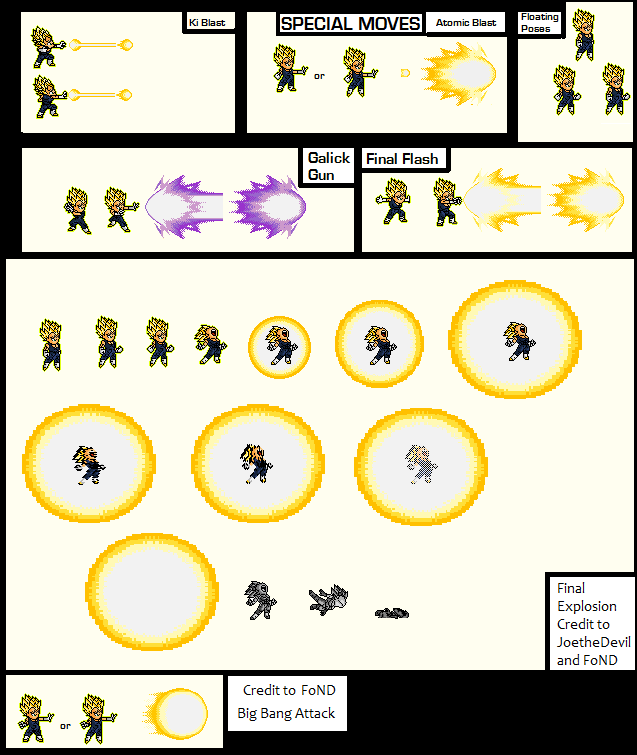 Ki Blast
SPECIAL MOVES
Atomic Blast
Floating
Poses
or
Galick
Gun
Final Flash
Final
Explosion
Credit to
JoetheDevil
and FoND
or
Credit to FoND
Big Bang Attack